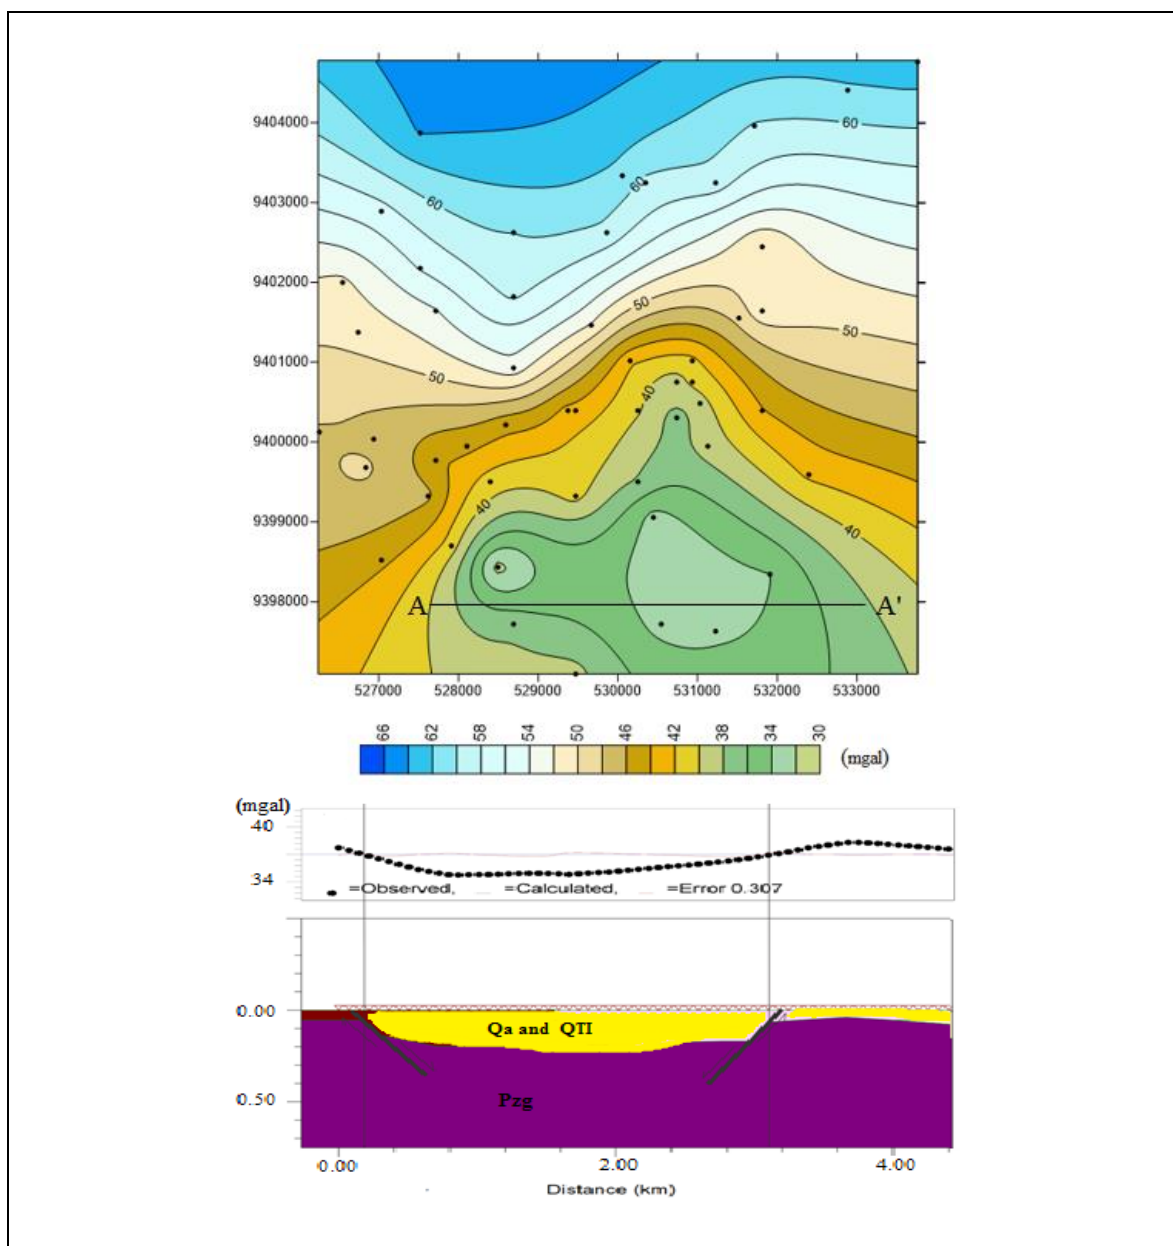 9404000
60
60
9403000
60
9402000
50
50
9401000
50
40
9400000
40
9399000
40
9398000
A A'
527000 528000 529000 530000 531000 532000 533000
66 62 58 54 50 46 42 38 34 30
(mgal)
(mgal)
40
34
=Observed, =Calculated, =Error 0.307
0.00
Qa and QTI
0.50
Pzg
0.00 2.00 4.00
Distance (km)